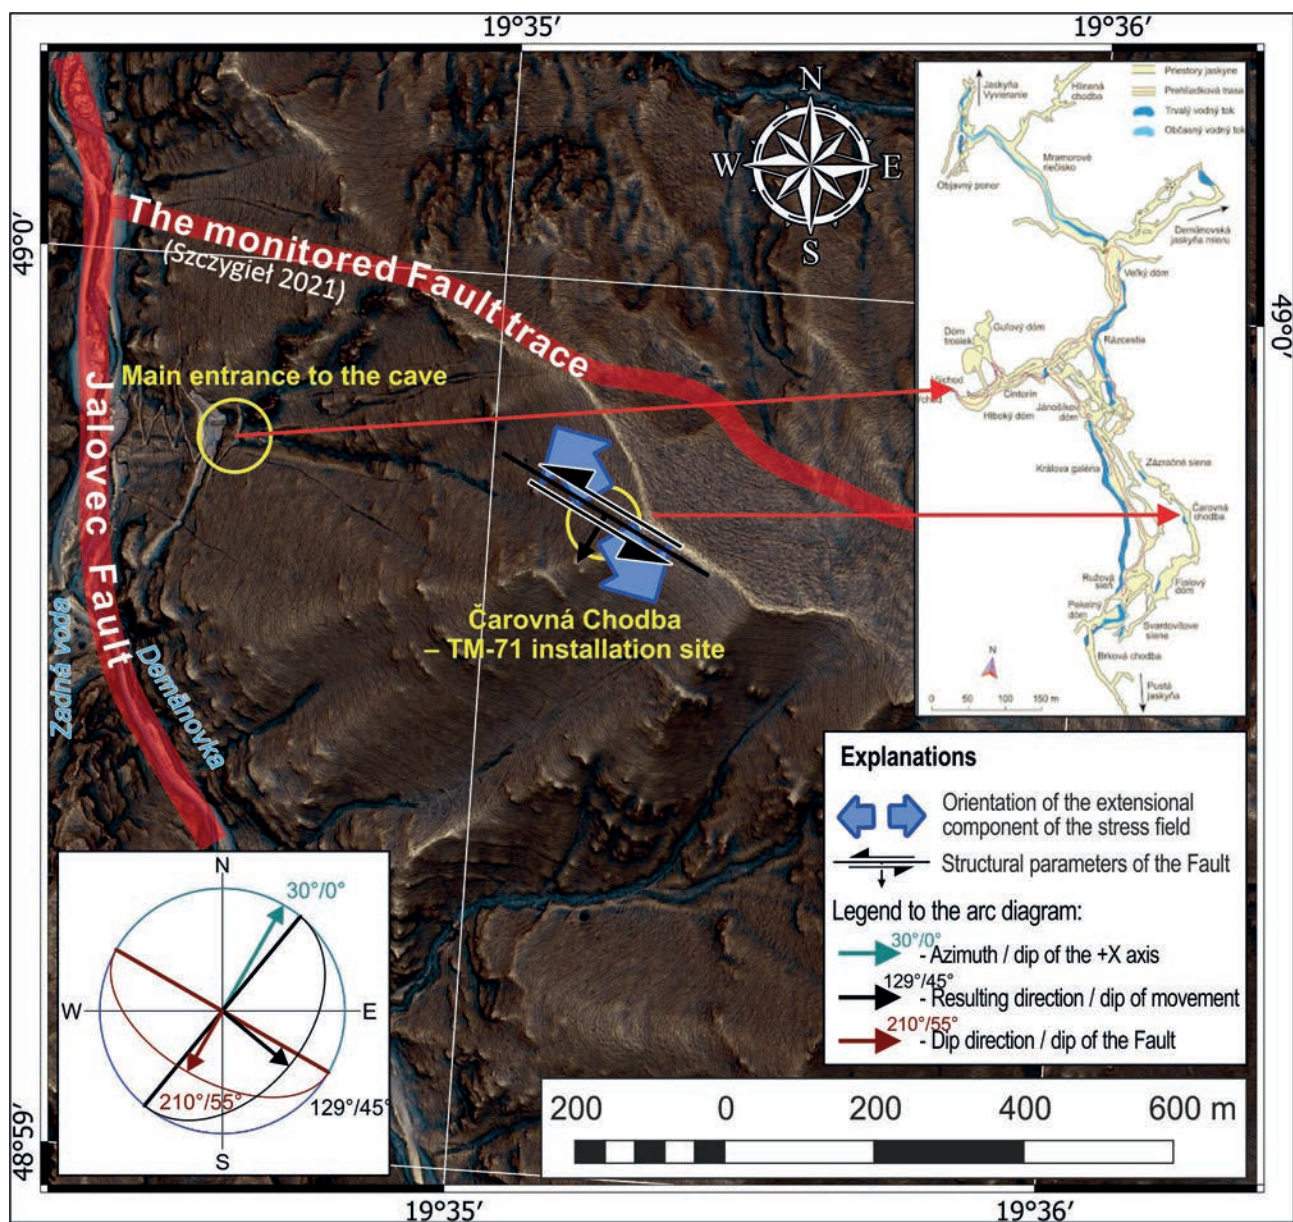 19°35′
19°36′
49°0′
49°0′
48°59′
19°35′
19°36′
N
W
E
S
The monitored Fault trace
(Szczygieł 2021)
Main entrance to the cave
Jalovec Fault
Zadná voda
Demänovka
Čarovná Chodba
– TM-71 installation site
Priestory jaskyne
Prehliadková trasa
Trvalý vodný tok
Občasný vodný tok
Jaskyňa
Vyvieranie
Hlinená
chodba
Mramorové
riečisko
Objavný ponor
Demänovská
jaskyňa mieru
Veľký dóm
Dóm
trosiek
Guľový dóm
Rázcestie
Východ
Cintorín
Hlboký dóm
Jánošíkov
dóm
Kráľova galéria
Zázračné siene
Čarovná
chodba
Ružová
sieň
Fialový
dóm
Pekelný
dóm
Svantovítove
siene
Brková chodba
Pustá
jaskyňa
N
0 50 100 150 m
Explanations
Orientation of the extensional
component of the stress field
Structural parameters of the Fault
Legend to the arc diagram:
30°/0°
- Azimuth / dip of the +X axis
129°/45°
- Resulting direction / dip of movement
210°/55°
- Dip direction / dip of the Fault
N
30°/0°
W
E
210°/55°
129°/45°
S
200 0 200 400 600 m